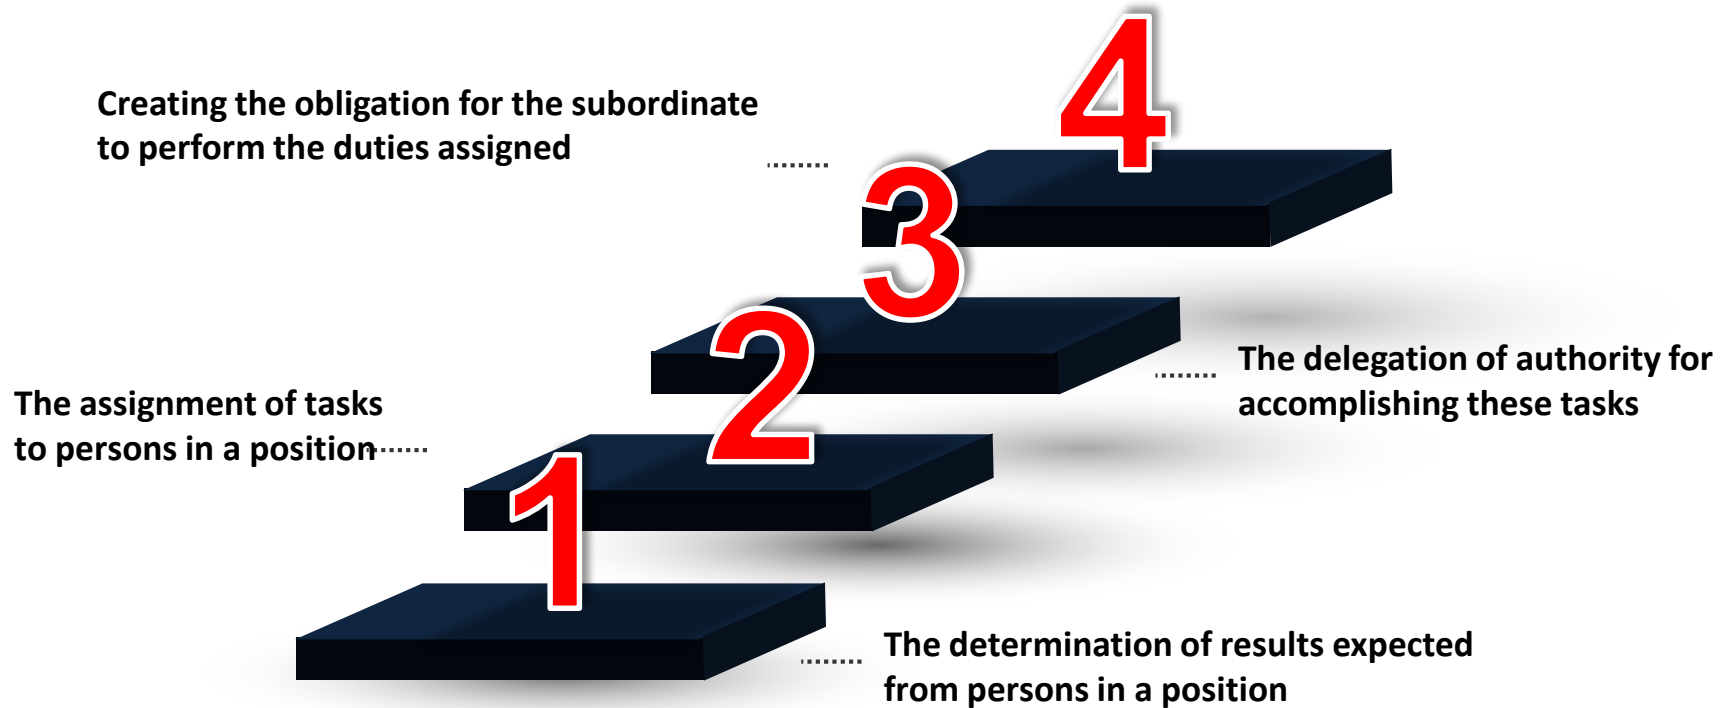 4
Creating the obligation for the subordinate
to perform the duties assigned
3
The delegation of authority for
accomplishing these tasks
2
The assignment of tasks
to persons in a position
1
The determination of results expected
from persons in a position